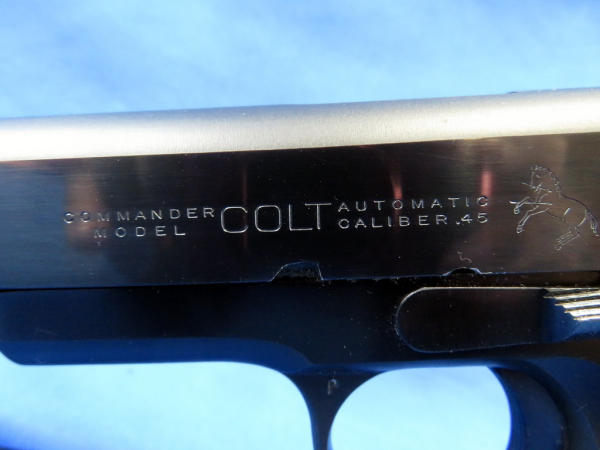 COMMANDER
MODEL
COLT
AUTOMATIC
CALIBER .45
P